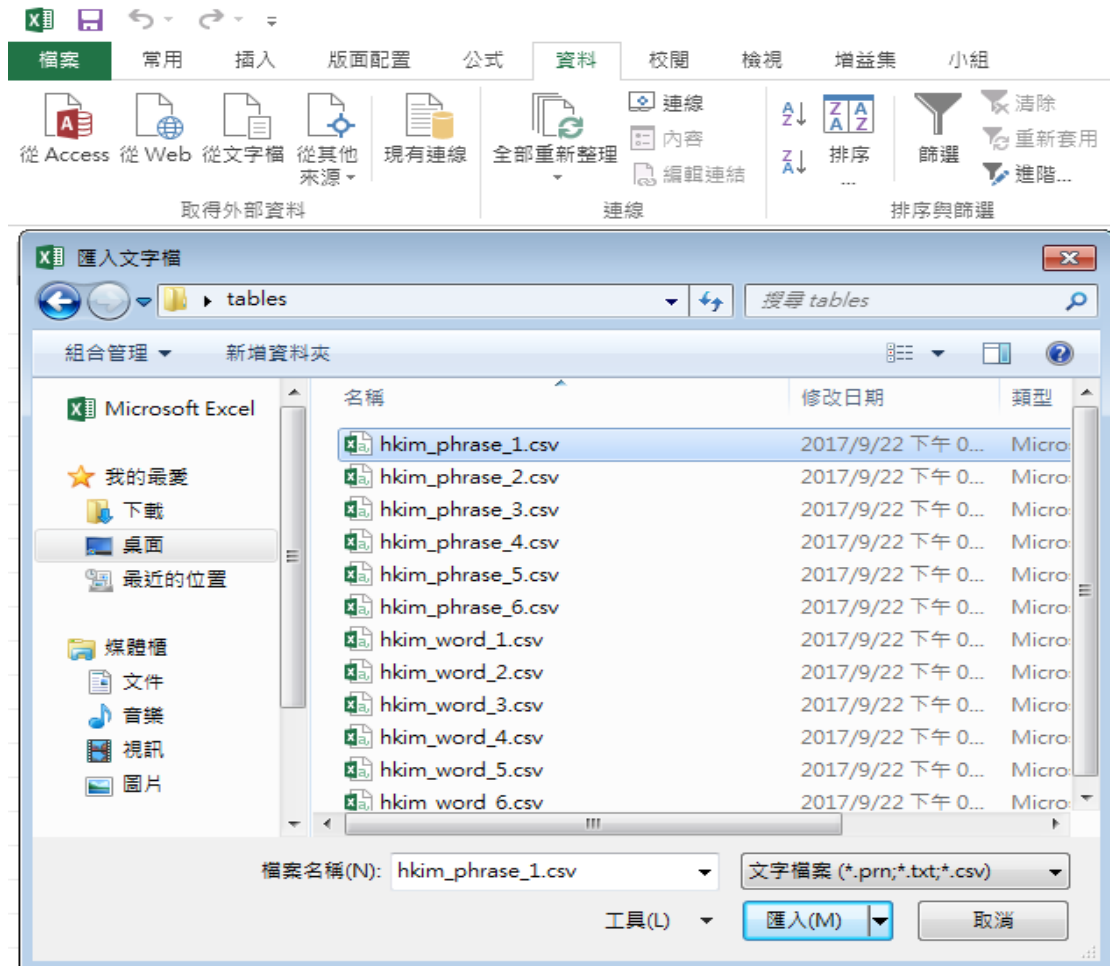 檔案 常用 插入 版面配置 公式 資料 校閱 檢視 增益集 小組
從 Access 從 Web 從文字檔 從其他來源 現有連線 全部重新整理 連線 內容 編輯連結 排序... 篩選 清除 重新套用 進階...
取得外部資料 連線 排序與篩選
匯入文字檔
tables 搜尋 tables
組合管理 新增資料夾
Microsoft Excel
我的最愛
下載
桌面
最近的位置
媒體櫃
文件
音樂
視訊
圖片
名稱 修改日期 類型
hkim_phrase_1.csv 2017/9/22 下午 0... Micro
hkim_phrase_2.csv 2017/9/22 下午 0... Micro
hkim_phrase_3.csv 2017/9/22 下午 0... Micro
hkim_phrase_4.csv 2017/9/22 下午 0... Micro
hkim_phrase_5.csv 2017/9/22 下午 0... Micro
hkim_phrase_6.csv 2017/9/22 下午 0... Micro
hkim_word_1.csv 2017/9/22 下午 0... Micro
hkim_word_2.csv 2017/9/22 下午 0... Micro
hkim_word_3.csv 2017/9/22 下午 0... Micro
hkim_word_4.csv 2017/9/22 下午 0... Micro
hkim_word_5.csv 2017/9/22 下午 0... Micro
hkim_word_6.csv 2017/9/22 下午 0... Micro
檔案名稱(N): hkim_phrase_1.csv 文字檔案 (*.prn;*.txt;*.csv)
工具(L) 匯入(M) 取消